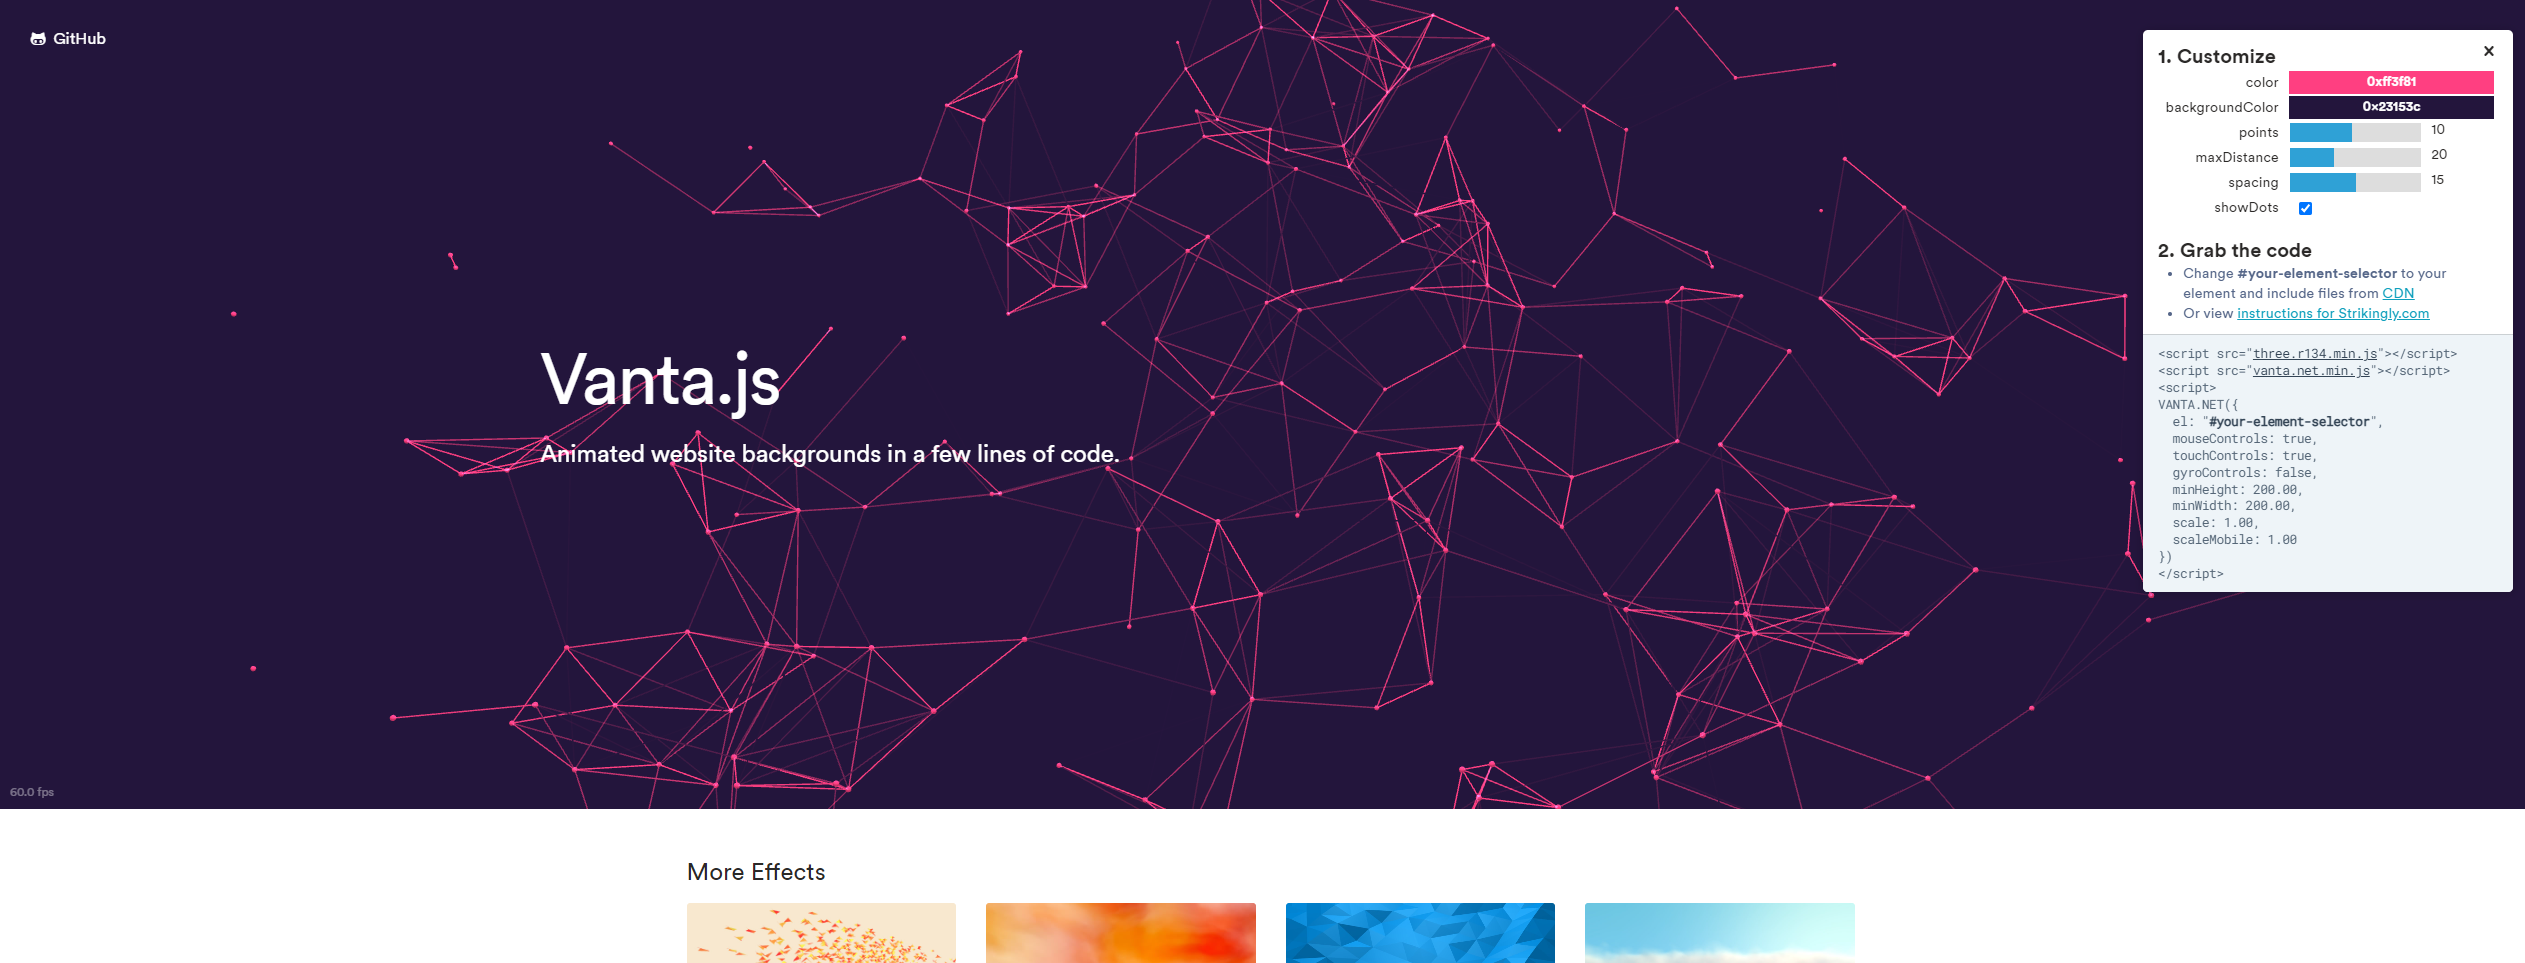 GitHub
Vanta.js
Animated website backgrounds in a few lines of code.
60.0 fps
1. Customize
×
color 0xff3f81
backgroundColor 0×23153c
points 10
maxDistance 20
spacing 15
showDots
2. Grab the code
• Change #your-element-selector to your
element and include files from CDN
• Or view instructions for Strikingly.com
<script src="three.r134.min.js"></script>
<script src="vanta.net.min.js"></script>
<script>
VANTA.NET({
  el: "#your-element-selector",
  mouseControls: true,
  touchControls: true,
  gyroControls: false,
  minHeight: 200.00,
  minWidth: 200.00,
  scale: 1.00,
  scaleMobile: 1.00
})
</script>
More Effects